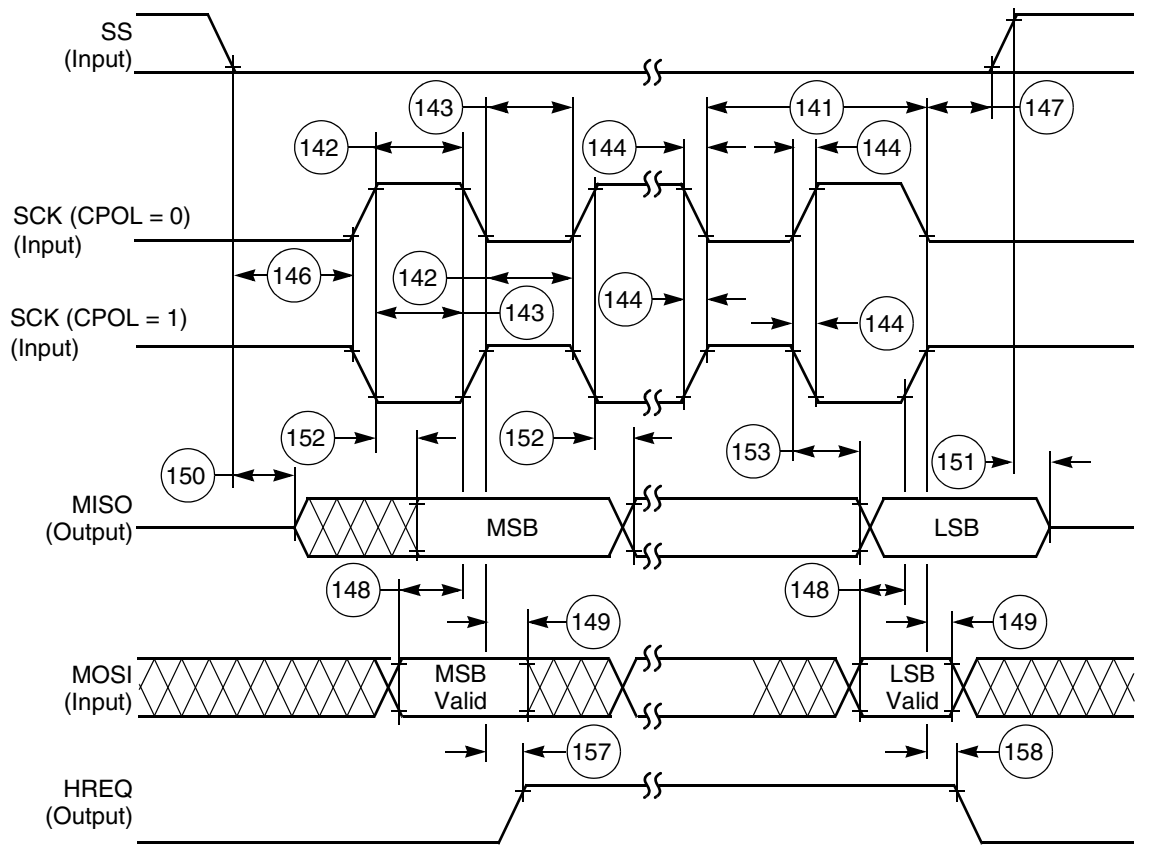 SS
(Input)
143
141
147
142
144
144
SCK (CPOL = 0)
(Input)
146
142
144
143
SCK (CPOL = 1)
(Input)
144
152
152
153
151
150
MISO
(Output)
MSB
LSB
148
148
149
149
MOSI
(Input)
MSB
Valid
LSB
Valid
157
158
HREQ
(Output)